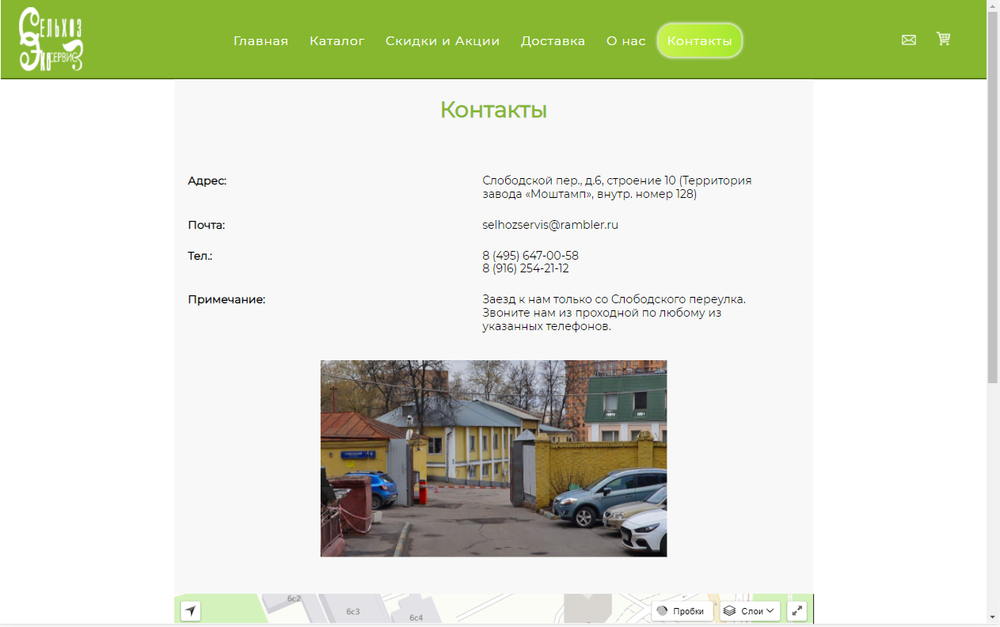 Сельхоз
Эко сервис
Главная Каталог Скидки и Акции Доставка О нас Контакты
Контакты
Адрес: Слободской пер., д.6, строение 10 (Территория
завода «Моштамп», внутр. номер 128)
Почта: selhozservis@rambler.ru
Тел.: 8 (495) 647-00-58
8 (916) 254-21-12
Примечание: Заезд к нам только со Слободского переулка.
Звоните нам из проходной по любому из
указанных телефонов.
6с2
6с3
6с4
Пробки
Слои